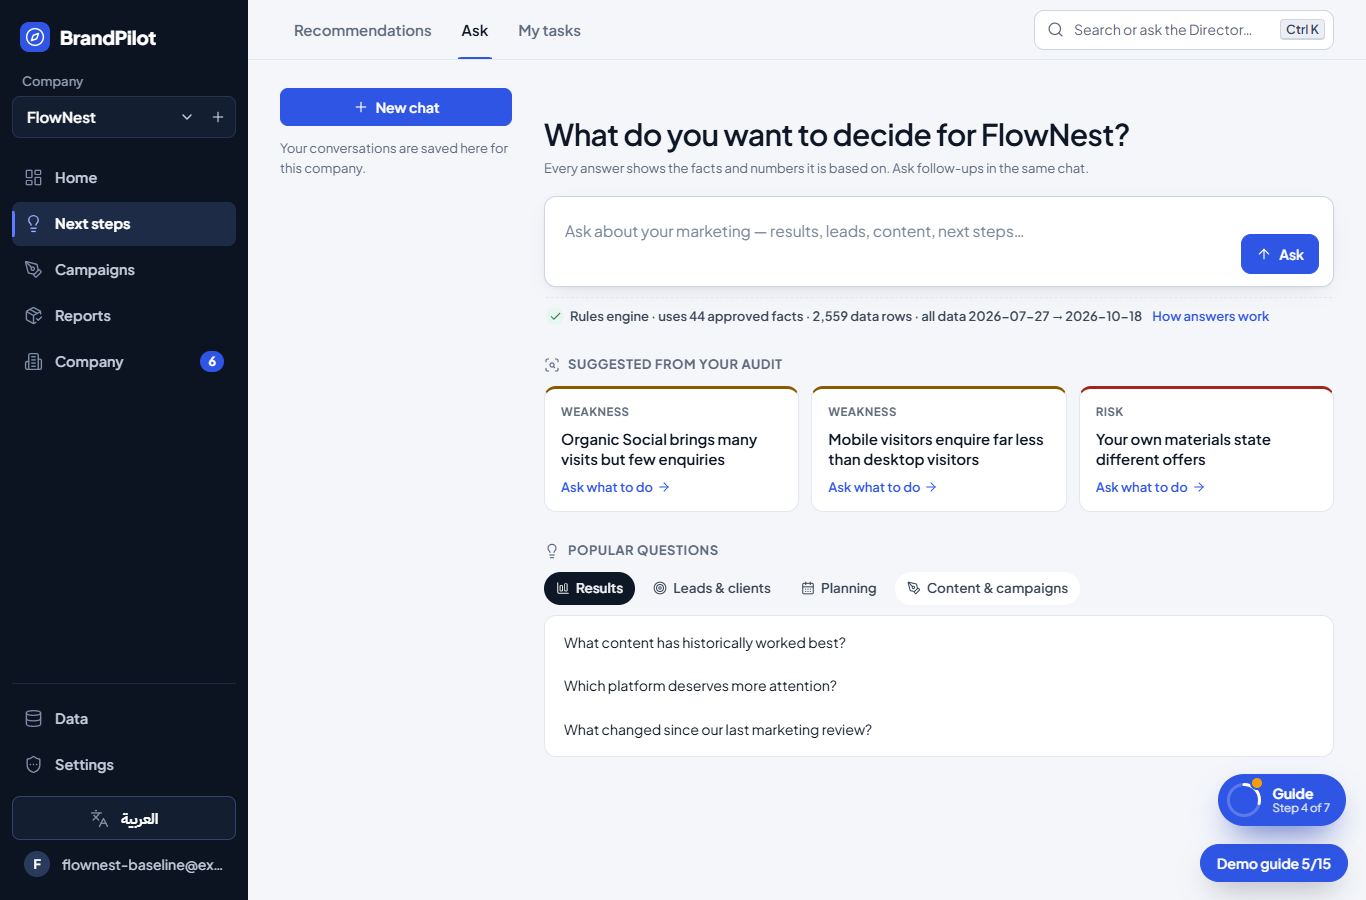 BrandPilot
Company
FlowNest
Home
Next steps
Campaigns
Reports
Company 6
Data
Settings
العربية
F flownest-baseline@ex...
Recommendations Ask My tasks
Search or ask the Director... Ctrl K
+ New chat
Your conversations are saved here for
this company.
What do you want to decide for FlowNest?
Every answer shows the facts and numbers it is based on. Ask follow-ups in the same chat.
Ask about your marketing — results, leads, content, next steps...
Ask
Rules engine · uses 44 approved facts · 2,559 data rows · all data 2026-07-27 → 2026-10-18 How answers work
SUGGESTED FROM YOUR AUDIT
WEAKNESS
Organic Social brings many
visits but few enquiries
Ask what to do →
WEAKNESS
Mobile visitors enquire far less
than desktop visitors
Ask what to do →
RISK
Your own materials state
different offers
Ask what to do →
POPULAR QUESTIONS
Results Leads & clients Planning Content & campaigns
What content has historically worked best?
Which platform deserves more attention?
What changed since our last marketing review?
Guide
Step 4 of 7
Demo guide 5/15